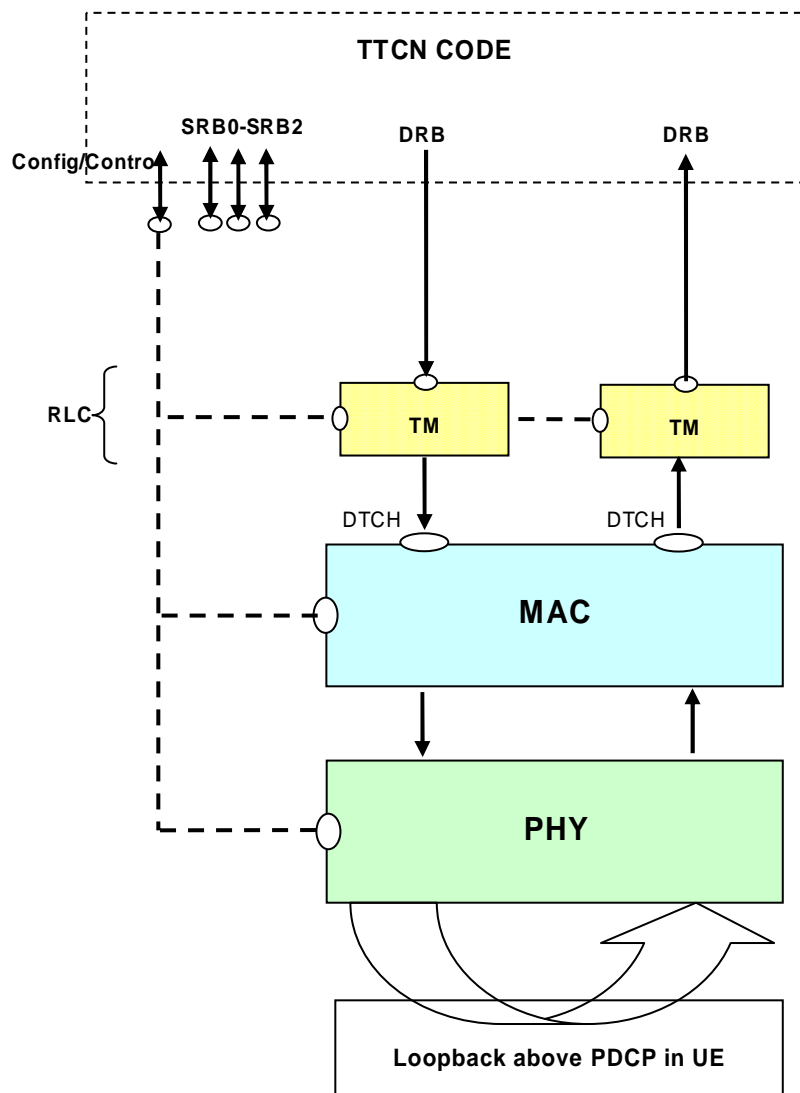 TTCN CODE
SRB0-SRB2
DRB
DRB
Config/Contro
RLC
TM
TM
DTCH
DTCH
MAC
PHY
Loopback above PDCP in UE